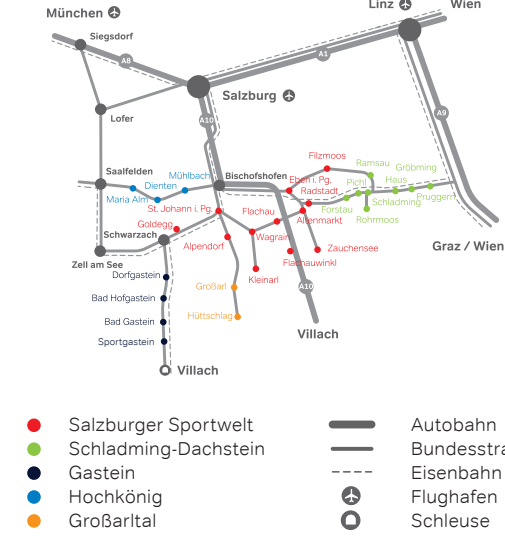 München
Linz
Wien
Siegsdorf
A8
A1
Salzburg
A10
A9
Lofer
Filzmoos
Saalfelden
Mühlbach
Bischofshofen
Eben i. Pg.
Ramsau
Gröbming
Dienten
Radstadt
Pichl
Haus
Maria Alm
Pruggern
St. Johann i. Pg.
Flachau
Forstau
Schladming
Goldegg
Altenmarkt
Rohrmoos
Schwarzach
Wagrain
Alpendorf
Zauchensee
Graz / Wien
Zell am See
Flachauwinkl
Dorfgastein
Kleinarl
Großarl
A10
Bad Hofgastein
Hüttschlag
Bad Gastein
Villach
Sportgastein
Villach
Salzburger Sportwelt
Autobahn
Schladming-Dachstein
Bundesstra
Gastein
Eisenbahn
Hochkönig
Flughafen
Großarltal
Schleuse